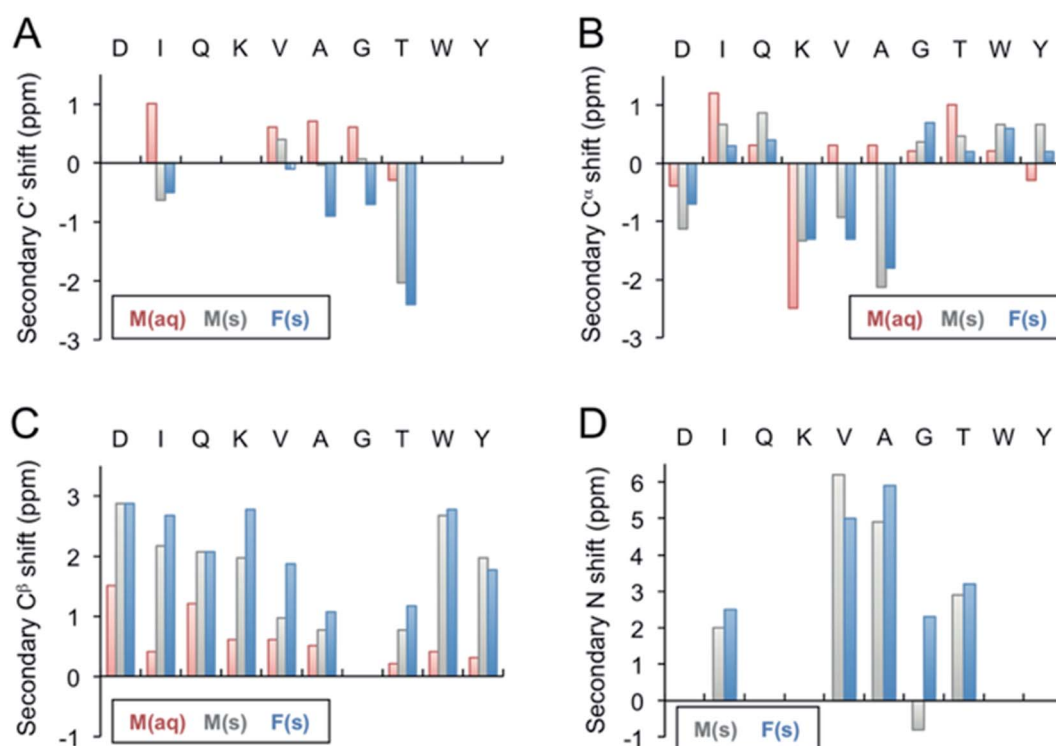 A
D I Q K V A G T W Y
Secondary C' shift (ppm)
1
0
-1
-2
-3
M(aq) M(s) F(s)
B
D I Q K V A G T W Y
Secondary Cα shift (ppm)
1
0
-1
-2
-3
M(aq) M(s) F(s)
C
D I Q K V A G T W Y
Secondary Cβ shift (ppm)
3
2
1
0
-1
M(aq) M(s) F(s)
D
D I Q K V A G T W Y
Secondary N shift (ppm)
6
5
4
3
2
1
0
-1
M(s) F(s)